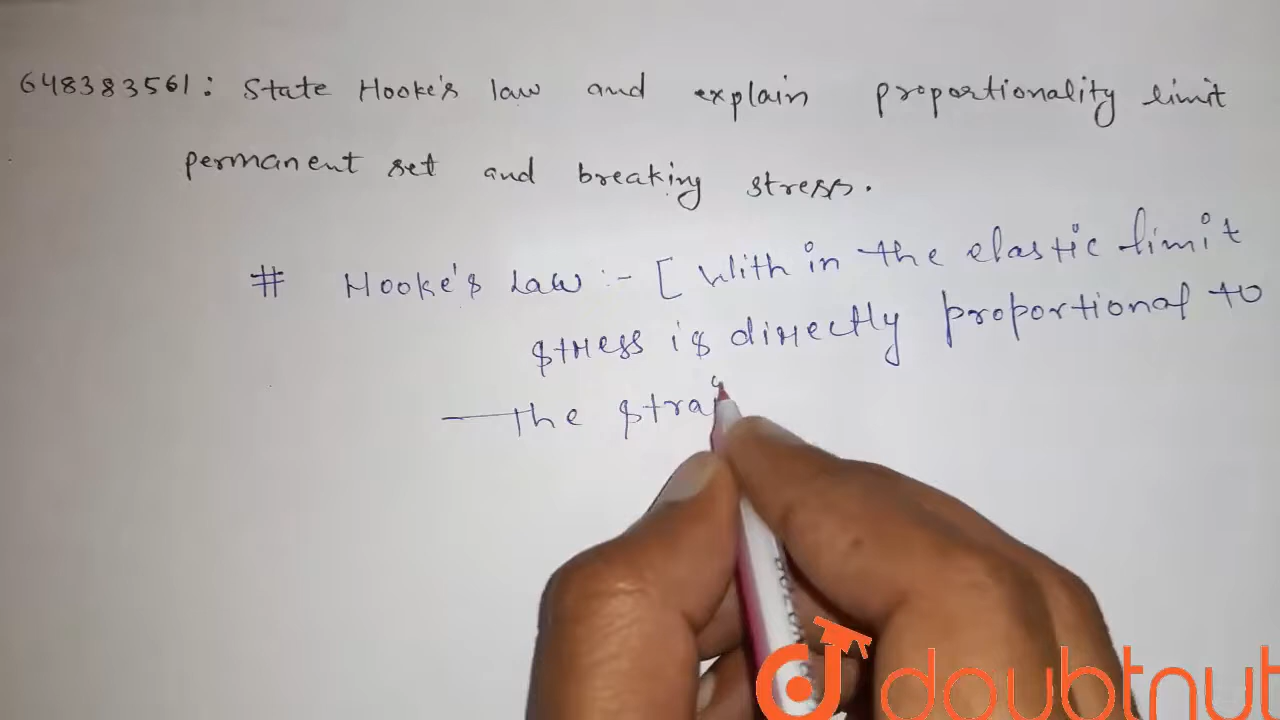 648383561: State Hooke's law and explain proportionality limit
permanent set and breaking stress.
# Hooke's Law :- [ With in the elastic limit
stress is directly proportional to
the strai
doubtnut